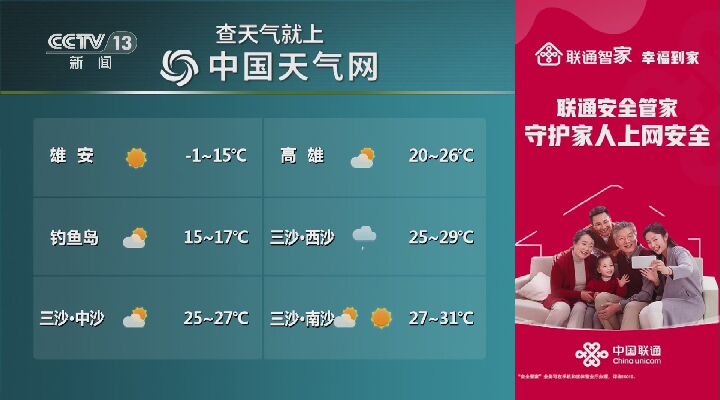 CCTV 13
新闻
查天气就上
中国天气网
雄安 -1~15℃
高雄 20~26℃
钓鱼岛 15~17℃
三沙·西沙 25~29℃
三沙·中沙 25~27℃
三沙·南沙 27~31℃
联通智家 幸福到家
联通安全管家
守护家人上网安全
中国联通
China unicom